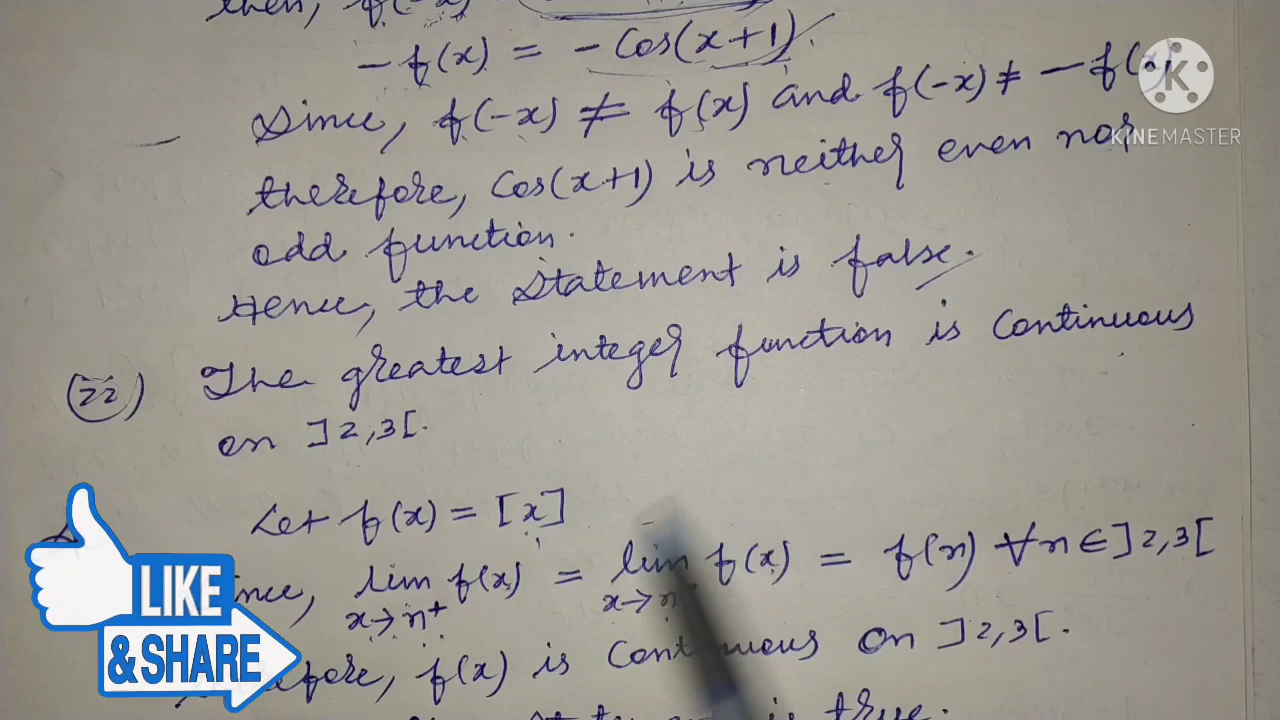 then, f(-x) =
-f(x) = - Cos(x+1).
Since, f(-x) ≠ f(x) and f(-x) ≠ -f(x)
therefore, Cos(x+1) is neither even nor
odd function.
Hence, the statement is false.
(ii) The greatest integer function is continuous
on ]2,3[.
Let f(x) = [x]
lim f(x) = lim f(x) = f(n) ∀ n ∈ ]2,3[
x→n+ x→n
f(x) is continuous on ]2,3[.
is true.
K
KINEMASTER
LIKE
& SHARE